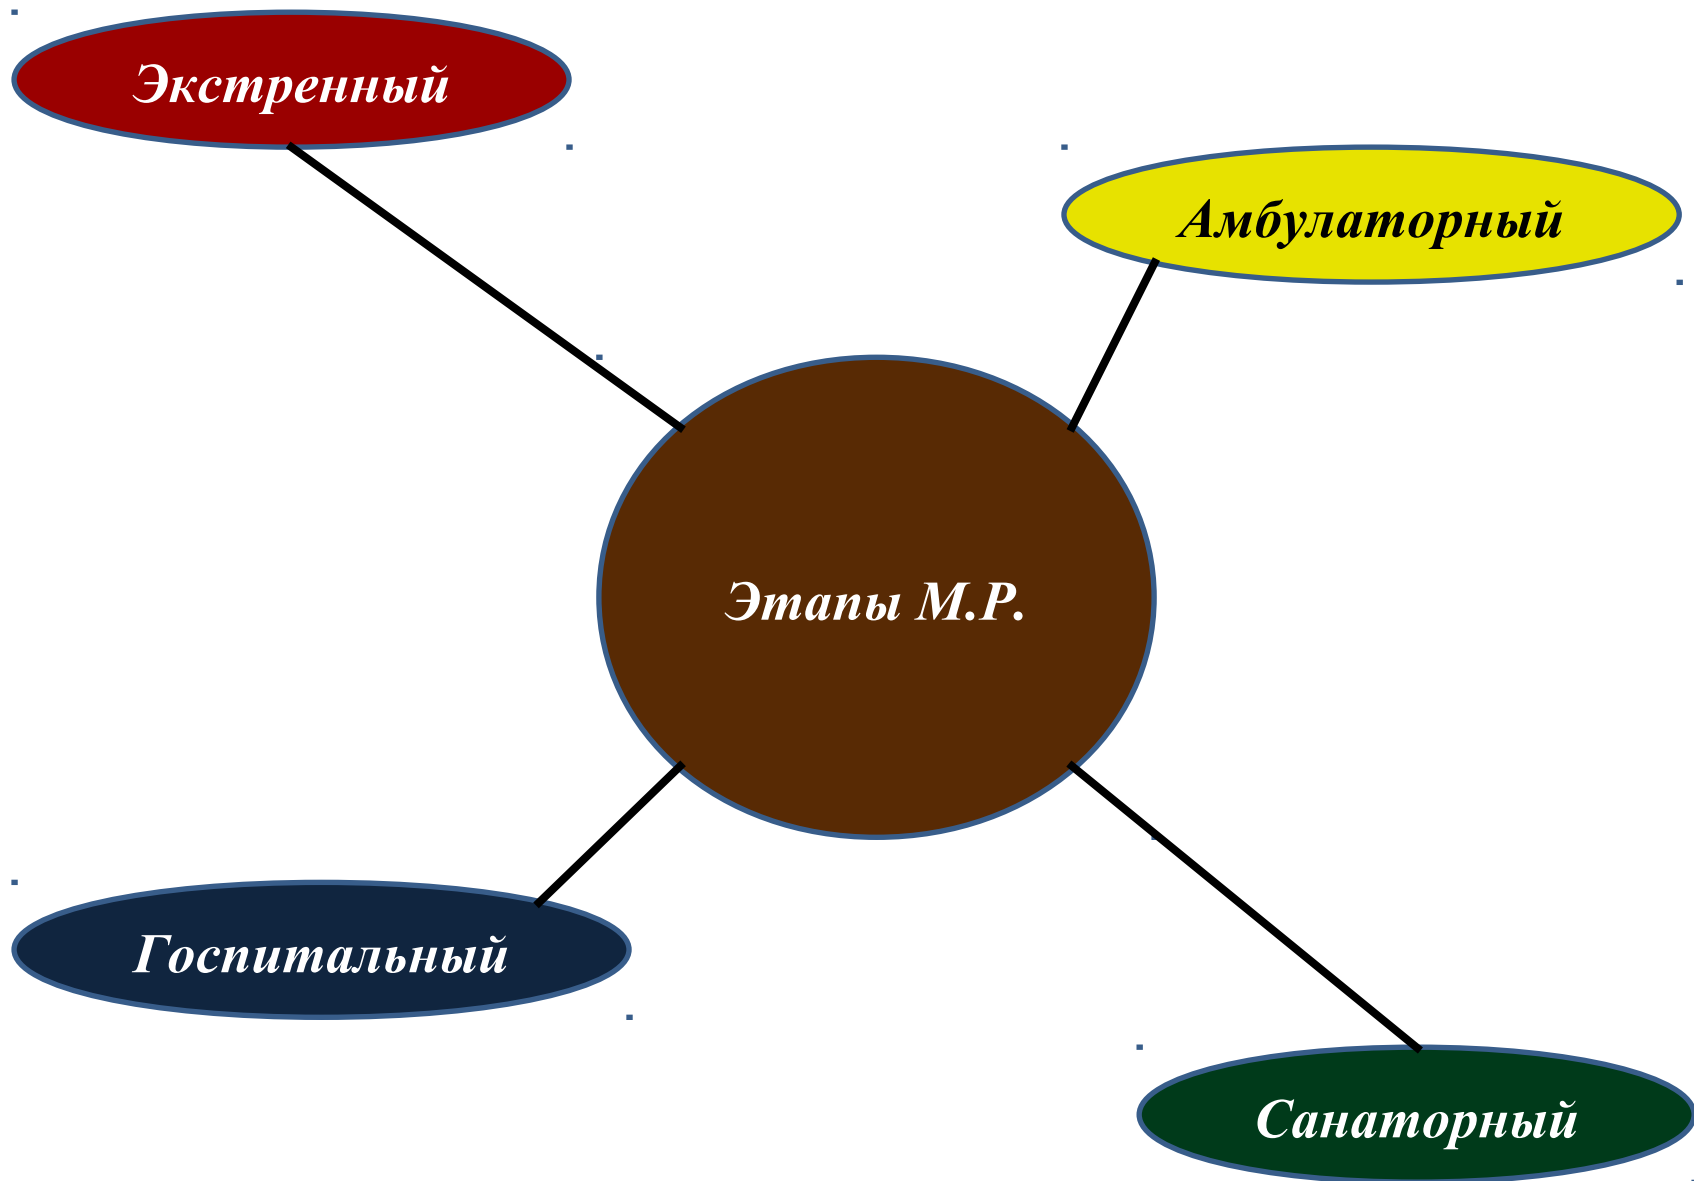 Экстренный
Амбулаторный
Этапы М.Р.
Госпитальный
Санаторный